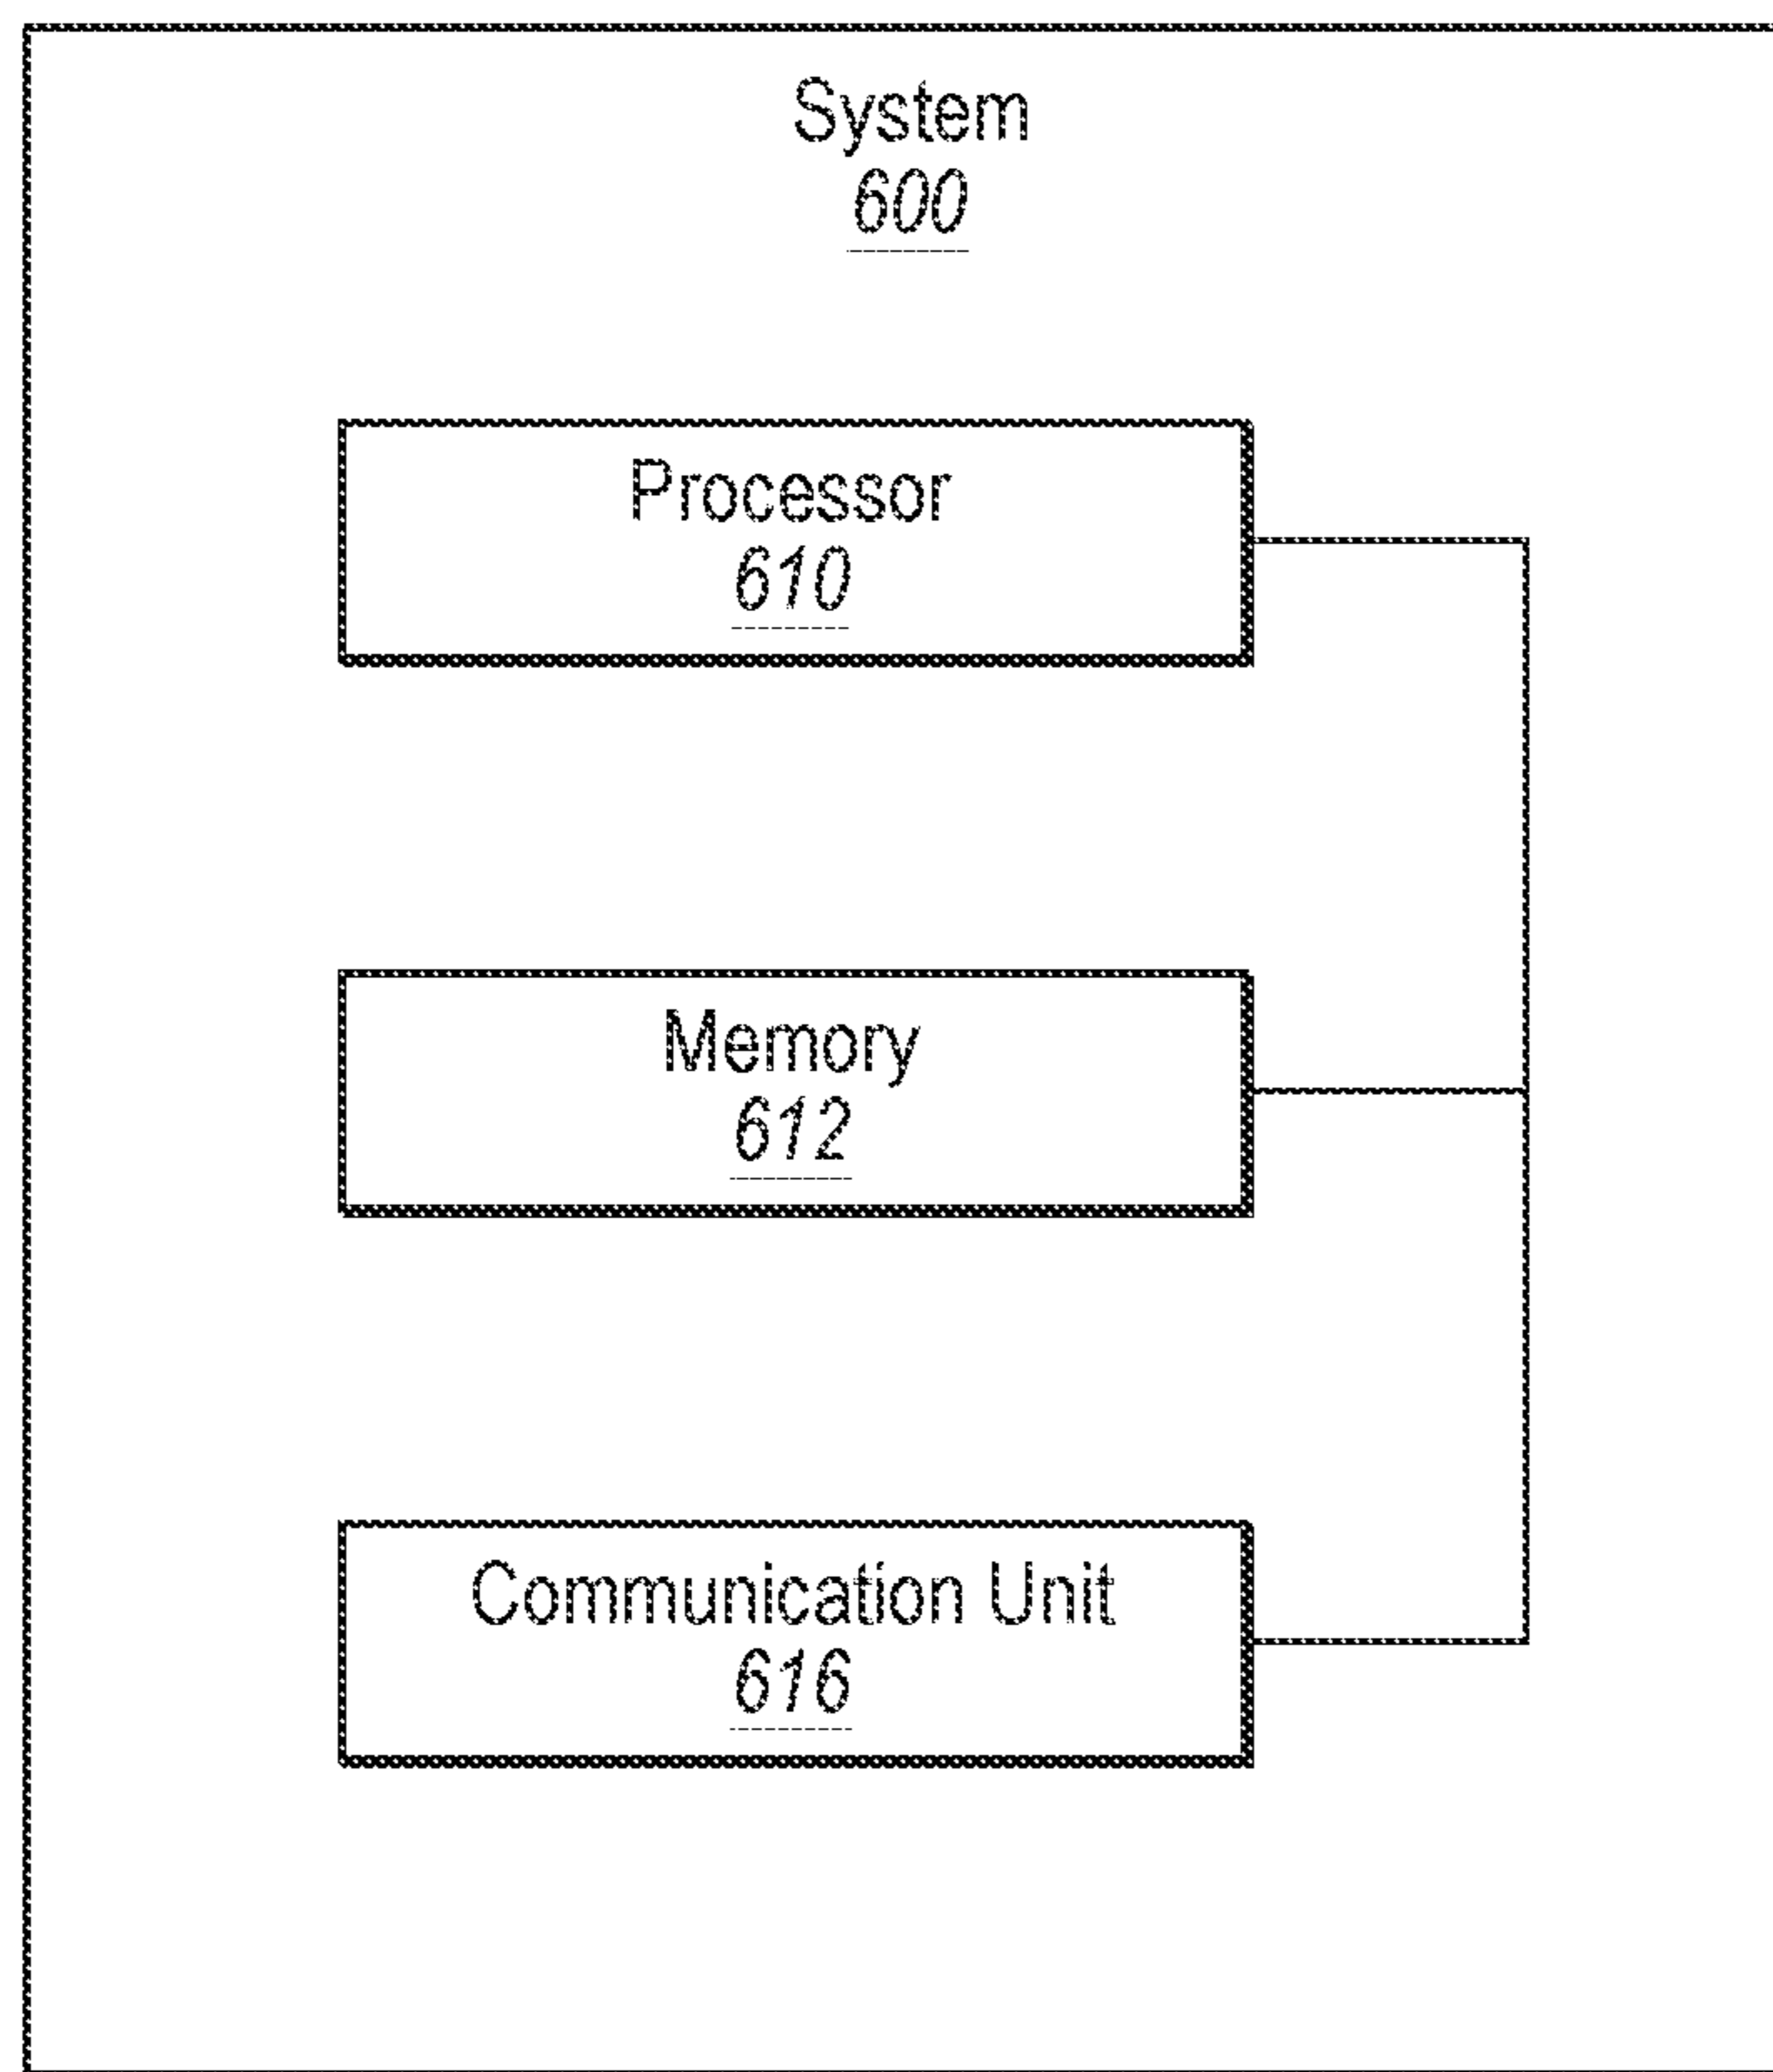 System
600
Processor
610
Memory
612
Communication Unit
616